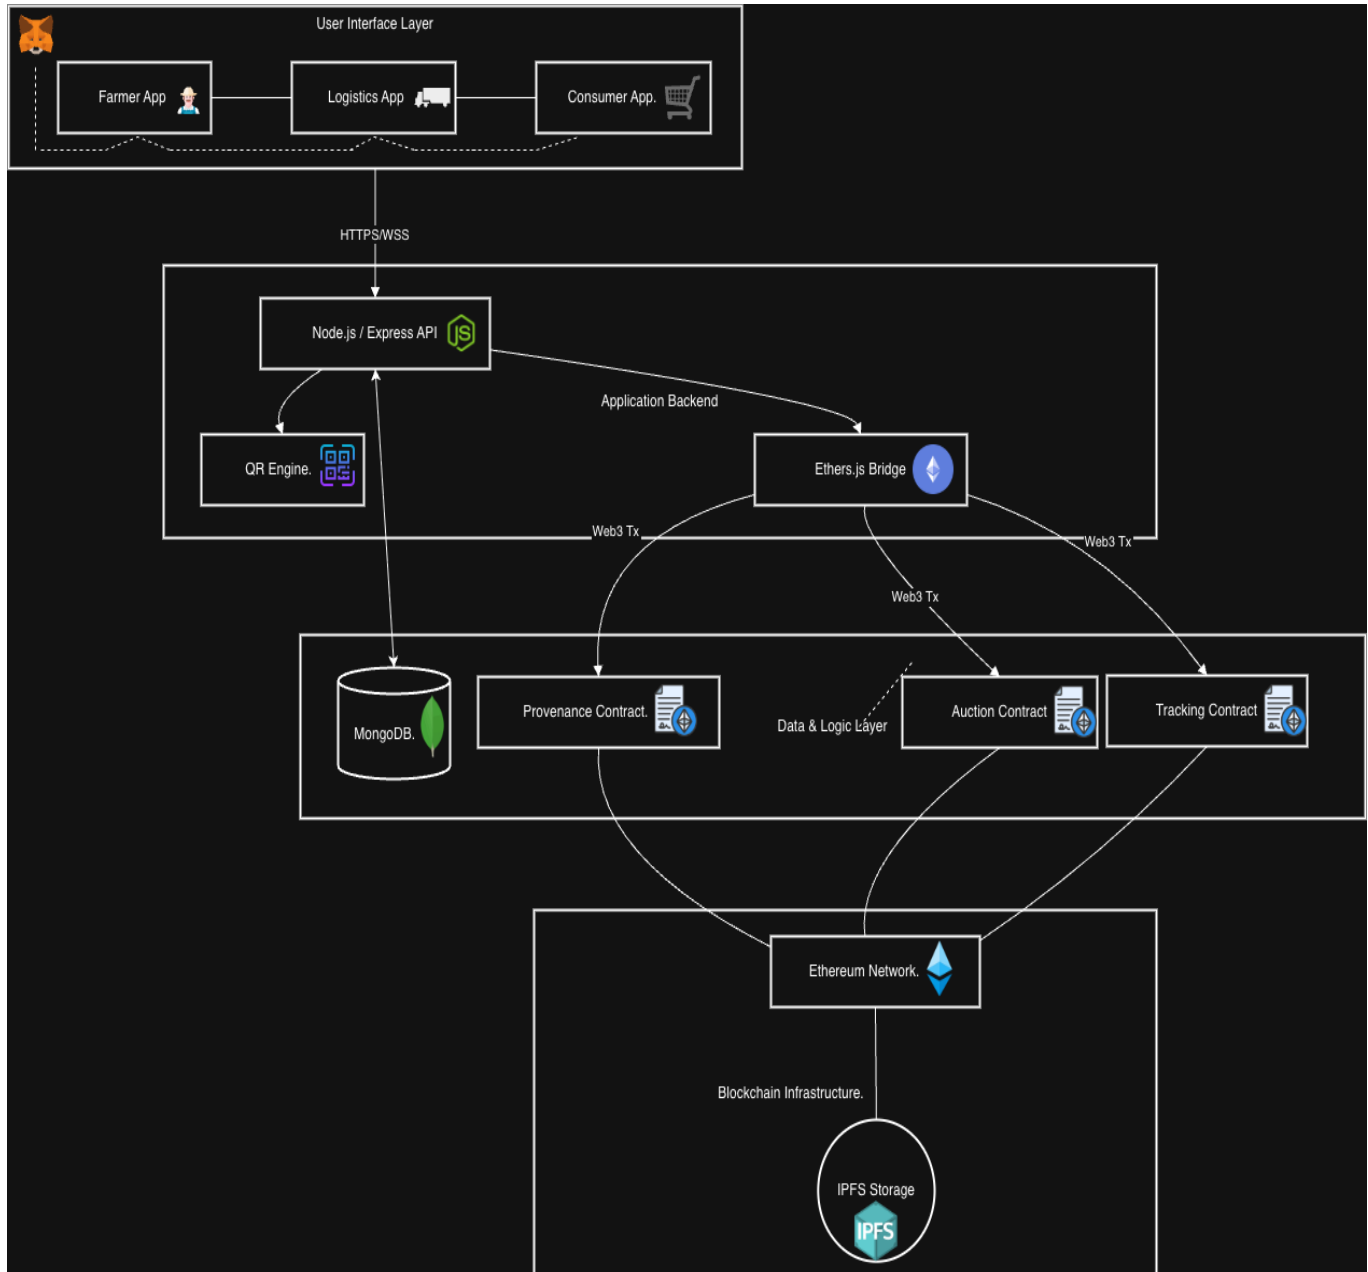 User Interface Layer
Farmer App
Logistics App
Consumer App.
HTTPS/WSS
Node.js / Express API
JS
Application Backend
QR Engine.
Ethers.js Bridge
Web3 Tx
Web3 Tx
Web3 Tx
MongoDB.
Provenance Contract.
Data & Logic Layer
Auction Contract
Tracking Contract
Ethereum Network.
Blockchain Infrastructure.
IPFS Storage
IPFS